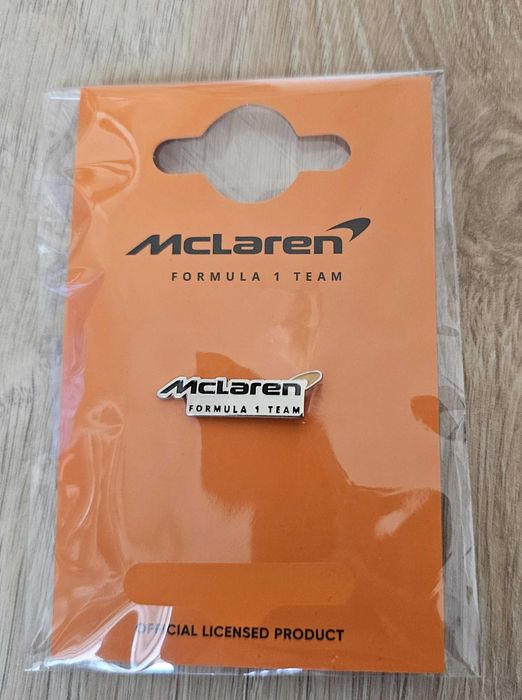 McLaren
FORMULA 1 TEAM
McLaren
FORMULA 1 TEAM
OFFICIAL LICENSED PRODUCT